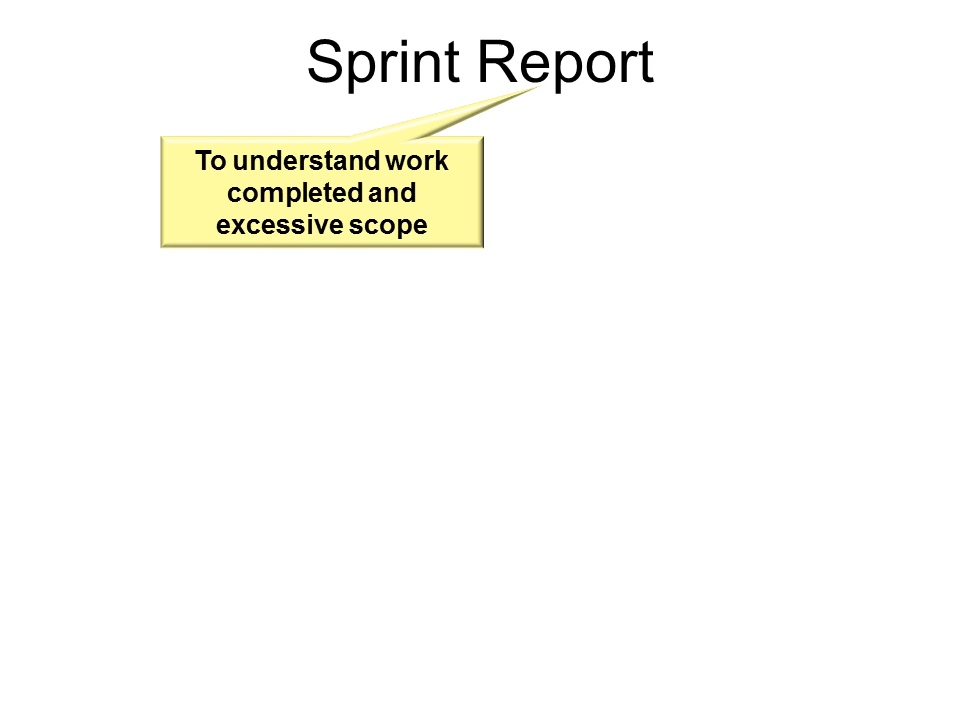 Sprint Report
To understand work
completed and
excessive scope